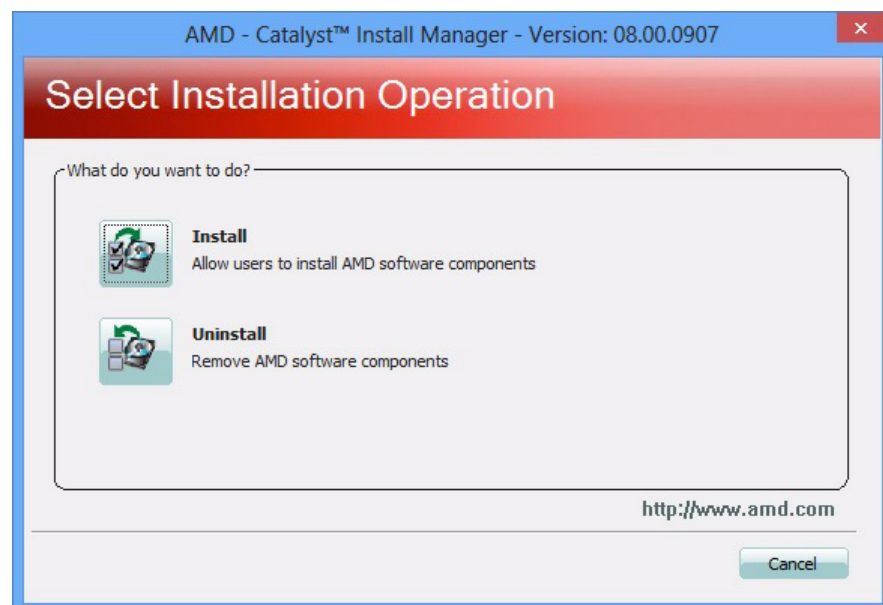 AMD - Catalyst™ Install Manager - Version: 08.00.0907
Select Installation Operation
What do you want to do?
Install
Allow users to install AMD software components
Uninstall
Remove AMD software components
http://www.amd.com
Cancel